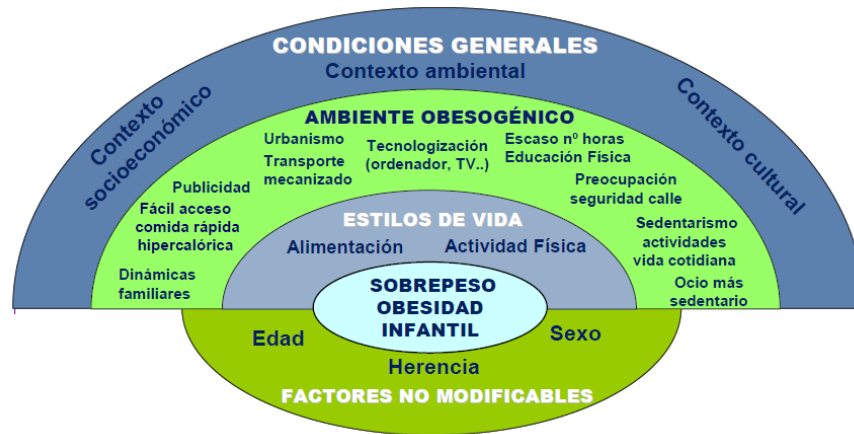 CONDICIONES GENERALES
Contexto ambiental
Contexto
socioeconómico
Contexto cultural
AMBIENTE OBESOGÉNICO
Urbanismo
Transporte
mecanizado
Tecnologización
(ordenador, TV..)
Escaso nº horas
Educación Física
Publicidad
Fácil acceso
comida rápida
hipercalórica
Dinámicas
familiares
Preocupación
seguridad calle
Sedentarismo
actividades
vida cotidiana
Ocio más
sedentario
ESTILOS DE VIDA
Alimentación
Actividad Física
SOBREPESO
OBESIDAD
INFANTIL
Edad
Sexo
Herencia
FACTORES NO MODIFICABLES